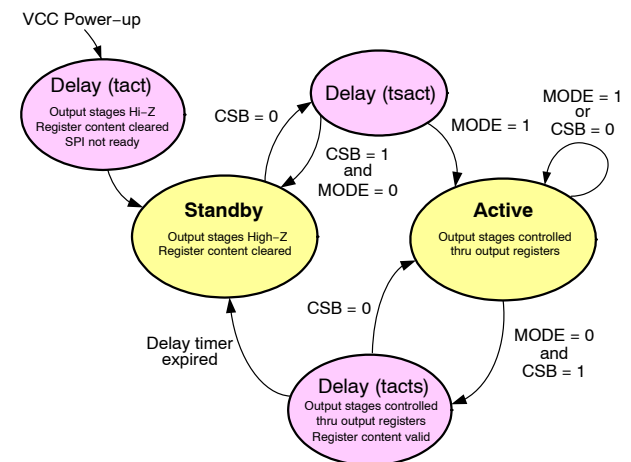 VCC Power-up
Delay (tact)
Output stages Hi−Z
Register content cleared
SPI not ready
CSB = 0
Delay (tsact)
CSB = 1
and
MODE = 0
MODE = 1
MODE = 1
or
CSB = 0
Standby
Output stages High−Z
Register content cleared
Active
Output stages controlled
thru output registers
CSB = 0
Delay timer
expired
MODE = 0
and
CSB = 1
Delay (tacts)
Output stages controlled
thru output registers
Register content valid